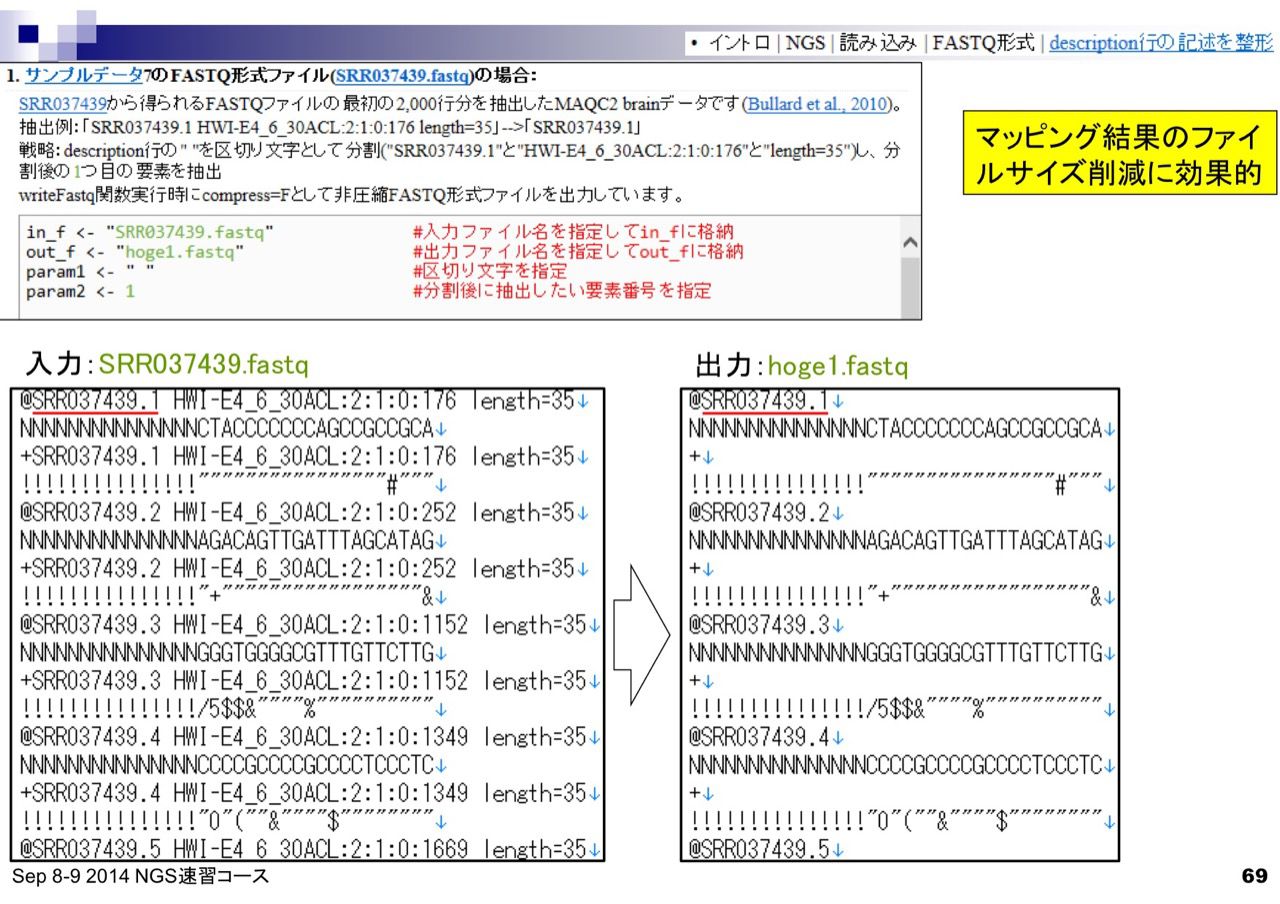 • イントロ | NGS | 読み込み | FASTQ形式 | description行の記述を整形
1. サンプルデータ7のFASTQ形式ファイル(SRR037439.fastq)の場合:
SRR037439から得られるFASTQファイルの最初の2,000行分を抽出したMAQC2 brainデータです(Bullard et al., 2010)。
抽出例:「SRR037439.1 HWI-E4_6_30ACL:2:1:0:176 length=35」-->「SRR037439.1」
戦略: description行の" "を区切り文字として分割("SRR037439.1"と"HWI-E4_6_30ACL:2:1:0:176"と"length=35")し、分
割後の1つ目の要素を抽出
writeFastq関数実行時にcompress=Fとして非圧縮FASTQ形式ファイルを出力しています。
マッピング結果のファイ
ルサイズ削減に効果的
in_f <- "SRR037439.fastq" #入力ファイル名を指定してin_fに格納
out_f <- "hoge1.fastq" #出力ファイル名を指定してout_fに格納
param1 <- " " #区切り文字を指定
param2 <- 1 #分割後に抽出したい要素番号を指定
入力:SRR037439.fastq
@SRR037439.1 HWI-E4_6_30ACL:2:1:0:176 length=35↓
NNNNNNNNNNNNNNCTACCCCCCCAGCCGCCGCA↓
+SRR037439.1 HWI-E4_6_30ACL:2:1:0:176 length=35↓
!!!!!!!!!!!!!!!""""""""""""""""#"""↓
@SRR037439.2 HWI-E4_6_30ACL:2:1:0:252 length=35↓
NNNNNNNNNNNNNNAGACAGTTGATTTAGCATAG↓
+SRR037439.2 HWI-E4_6_30ACL:2:1:0:252 length=35↓
!!!!!!!!!!!!!!!"+"""""""""""""""""&↓
@SRR037439.3 HWI-E4_6_30ACL:2:1:0:1152 length=35↓
NNNNNNNNNNNNNNGGGTGGGGCGTTTGTTCTTG↓
+SRR037439.3 HWI-E4_6_30ACL:2:1:0:1152 length=35↓
!!!!!!!!!!!!!!!/5$$&""""%""""""""""↓
@SRR037439.4 HWI-E4_6_30ACL:2:1:0:1349 length=35↓
NNNNNNNNNNNNNNCCCCGCCCCGCCCCTCCCTC↓
+SRR037439.4 HWI-E4_6_30ACL:2:1:0:1349 length=35↓
!!!!!!!!!!!!!!!"0"(""&""""$""""""""↓
@SRR037439.5 HWI-E4_6_30ACL:2:1:0:1669 length=35↓
出力:hoge1.fastq
@SRR037439.1↓
NNNNNNNNNNNNNNCTACCCCCCCAGCCGCCGCA↓
+↓
!!!!!!!!!!!!!!!""""""""""""""""#"""↓
@SRR037439.2↓
NNNNNNNNNNNNNNAGACAGTTGATTTAGCATAG↓
+↓
!!!!!!!!!!!!!!!"+"""""""""""""""""&↓
@SRR037439.3↓
NNNNNNNNNNNNNNGGGTGGGGCGTTTGTTCTTG↓
+↓
!!!!!!!!!!!!!!!/5$$&""""%""""""""""↓
@SRR037439.4↓
NNNNNNNNNNNNNNCCCCGCCCCGCCCCTCCCTC↓
+↓
!!!!!!!!!!!!!!!"0"(""&""""$""""""""↓
@SRR037439.5↓
Sep 8-9 2014 NGS速習コース
69